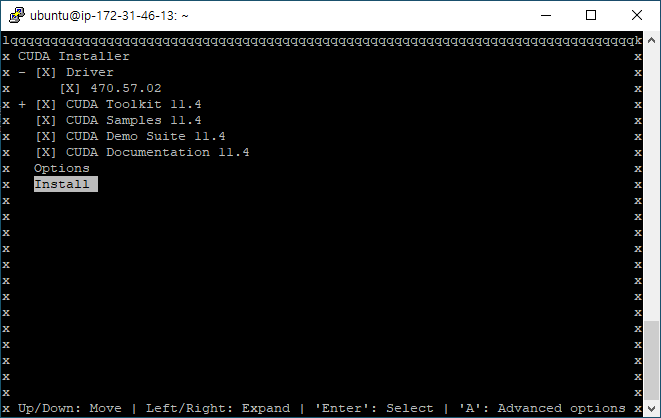 ubuntu@ip-172-31-46-13: ~
lqqqqqqqqqqqqqqqqqqqqqqqqqqqqqqqqqqqqqqqqqqqqqqqqqqqqqqqqqqqqqqqqqqqqqqqqqqqqqqk
x CUDA Installer x
x - [X] Driver x
x [X] 470.57.02 x
x + [X] CUDA Toolkit 11.4 x
x [X] CUDA Samples 11.4 x
x [X] CUDA Demo Suite 11.4 x
x [X] CUDA Documentation 11.4 x
x Options x
x Install x
x x
x x
x x
x x
x x
x x
x x
x x
x x
x x
x x
x x
x x
x Up/Down: Move | Left/Right: Expand | 'Enter': Select | 'A': Advanced options x